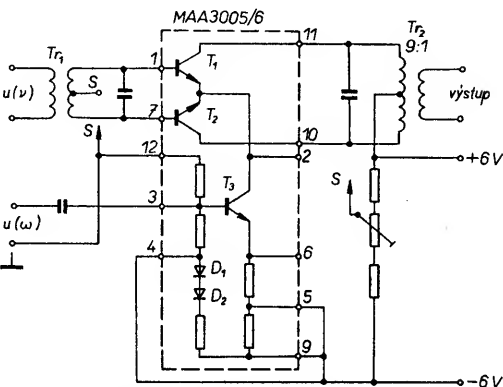 MAA3005/6
Tr₁
Tr₂
9:1
1
11
T₁
S
u(ν)
7
T₂
výstup
S
10
12
2
+6V
3
T₃
S
u(ω)
4
6
D₁
D₂
5
9
−6V